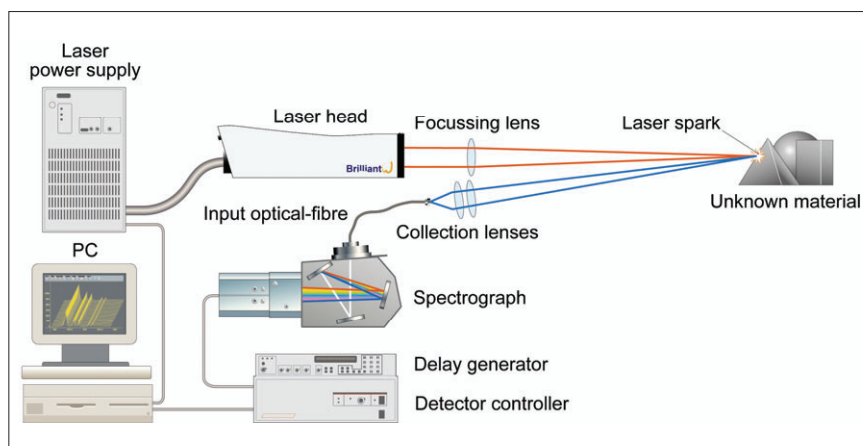 Laser
power supply
Laser head
Focussing lens
Laser spark
Brilliant
Unknown material
Input optical-fibre
Collection lenses
PC
Spectrograph
Delay generator
Detector controller